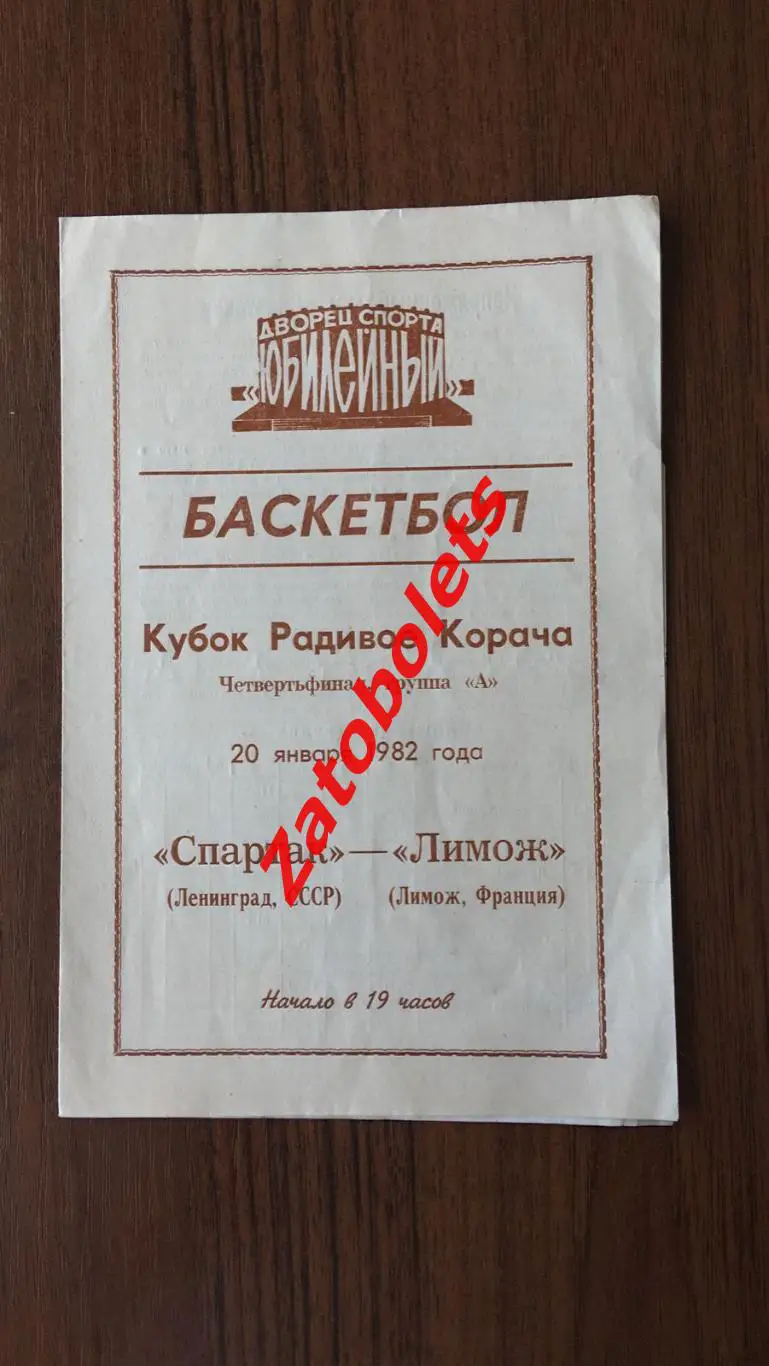 ДВОРЕЦ СПОРТА
«ЮБИЛЕЙНЫЙ»
БАСКЕТБОЛ
Кубок Радивое Корача
Четвертьфинал, группа «А»
20 января 1982 года
«Спартак» — «Лимож»
(Ленинград, СССР) (Лимож, Франция)
Начало в 19 часов
Zatobolets